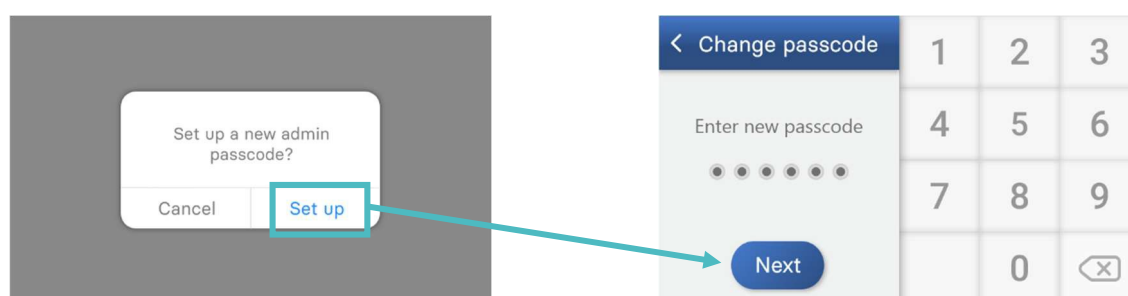 Set up a new admin
passcode?
Cancel Set up
Change passcode
Enter new passcode
Next
1 2 3
4 5 6
7 8 9
0